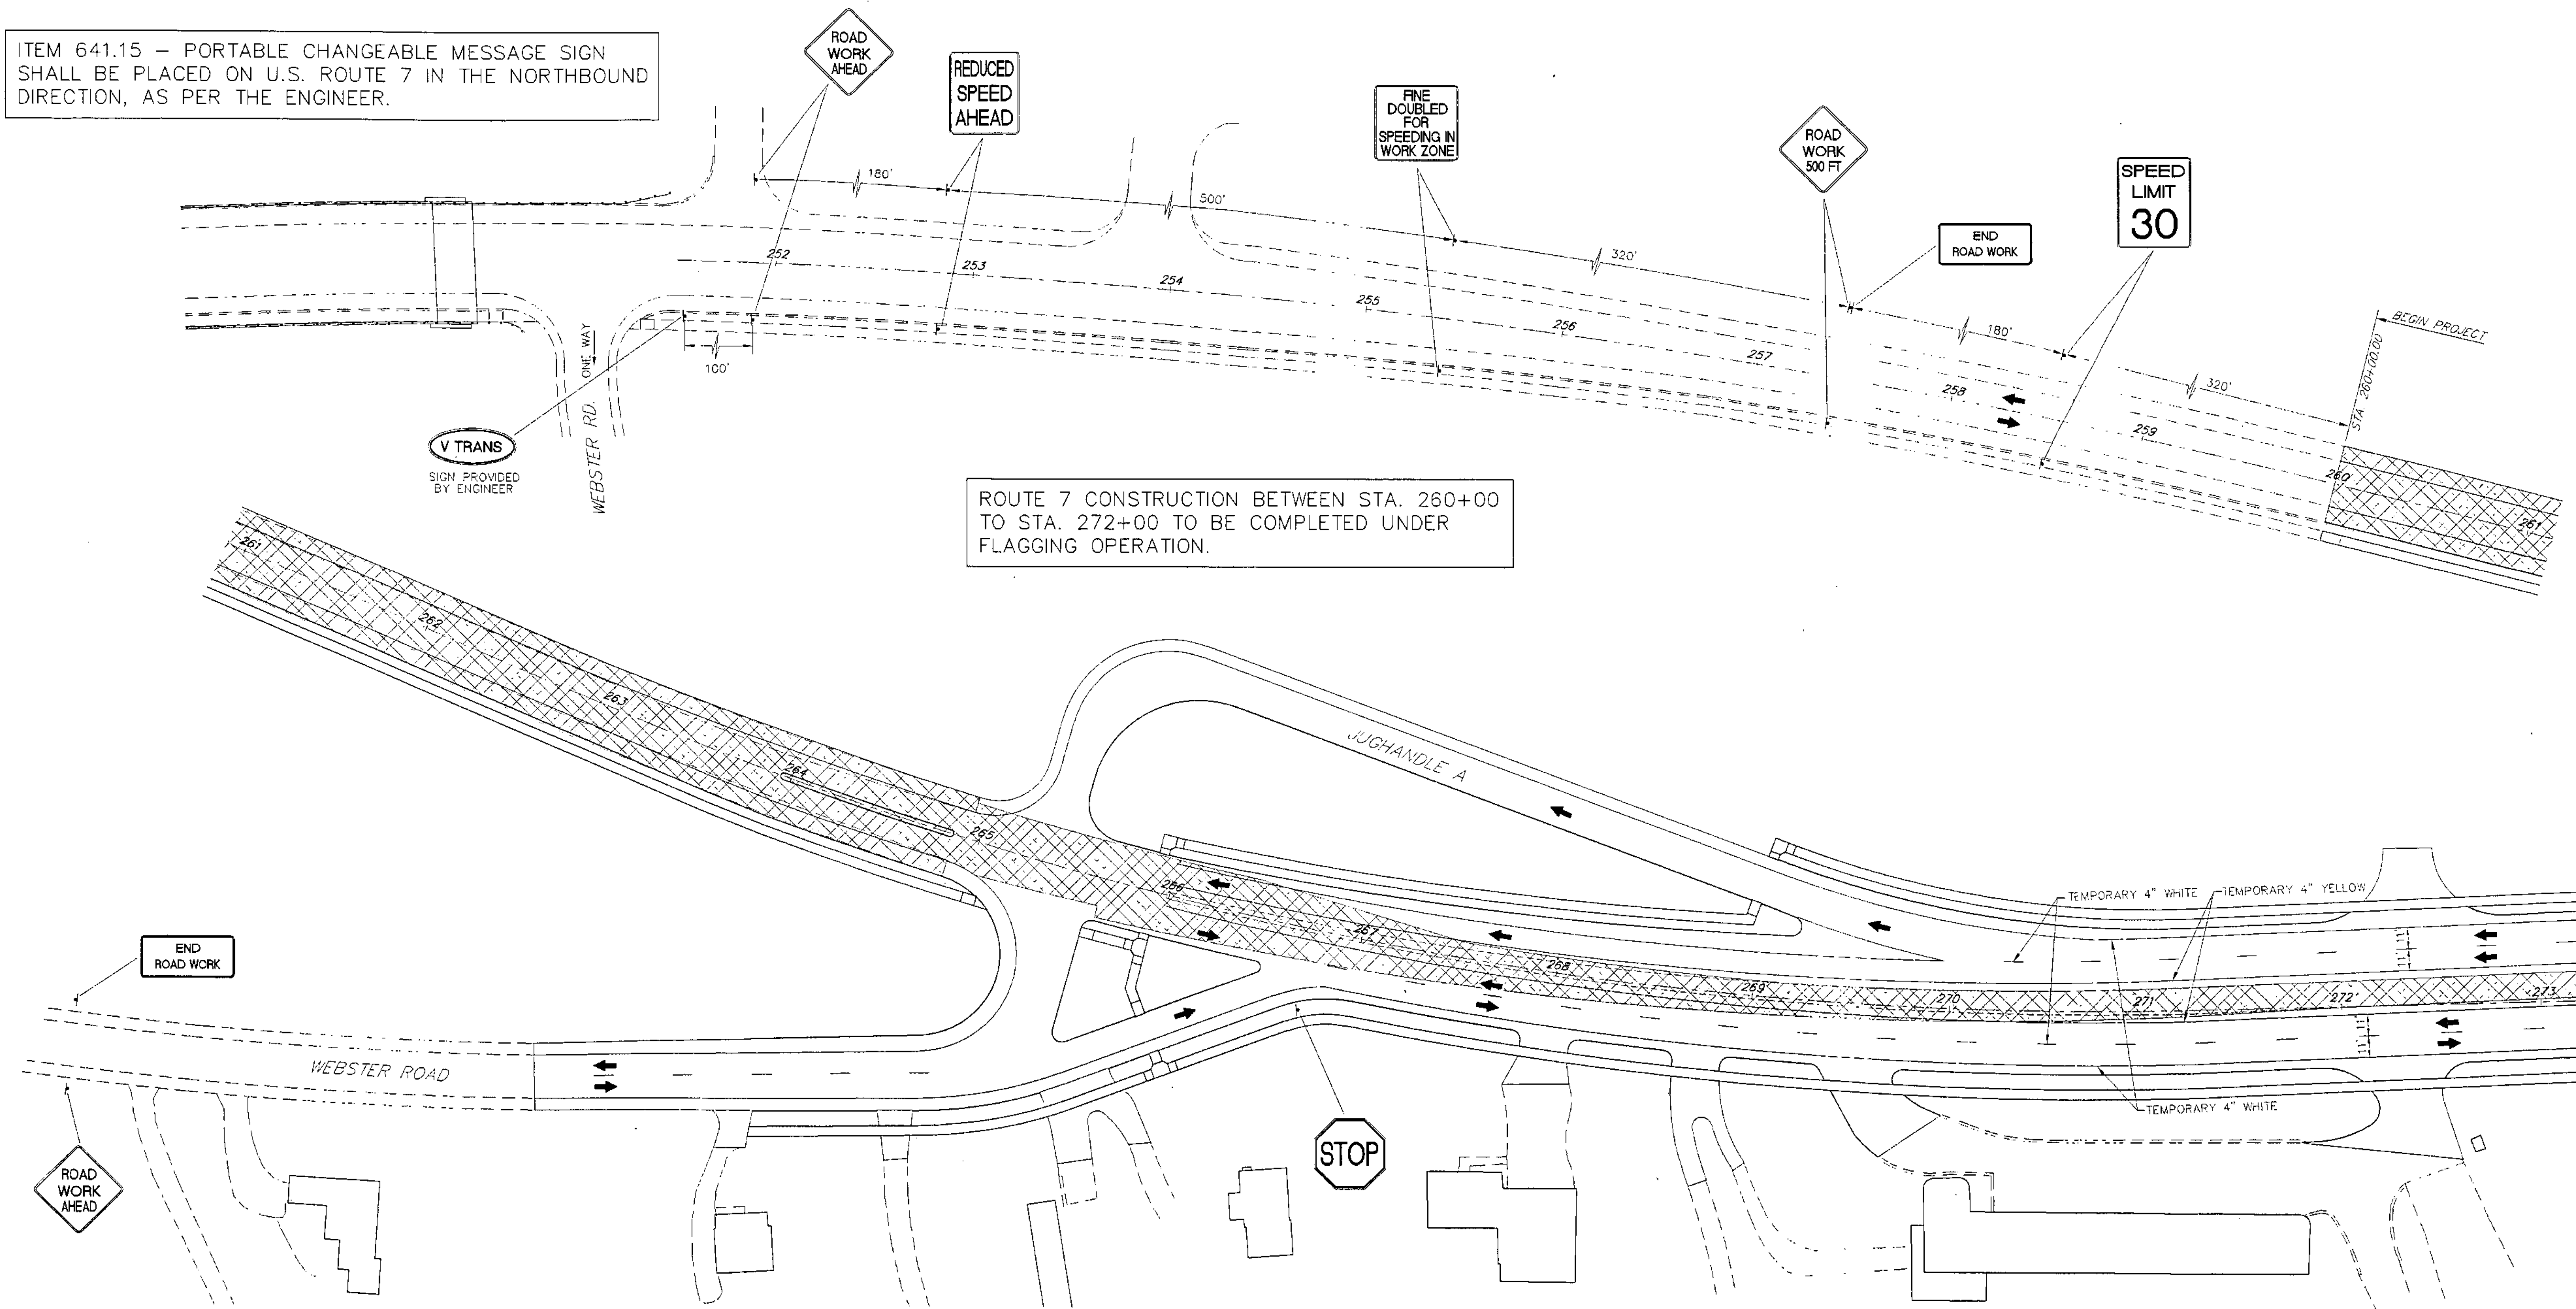 ITEM 641.15 – PORTABLE CHANGEABLE MESSAGE SIGN
SHALL BE PLACED ON U.S. ROUTE 7 IN THE NORTHBOUND
DIRECTION, AS PER THE ENGINEER.
ROAD
WORK
AHEAD
REDUCED
SPEED
AHEAD
FINE
DOUBLED
FOR
SPEEDING IN
WORK ZONE
ROAD
WORK
500 FT
END
ROAD WORK
SPEED
LIMIT
30
180'
500'
320'
180'
320'
BEGIN PROJECT
STA. 260+00.00
252
253
254
255
256
257
258
259
260
261
100'
ONE WAY
WEBSTER RD.
V TRANS
SIGN PROVIDED
BY ENGINEER
ROUTE 7 CONSTRUCTION BETWEEN STA. 260+00
TO STA. 272+00 TO BE COMPLETED UNDER
FLAGGING OPERATION.
261
262
263
264
265
266
267
268
269
270
271
272
273
JUGHANDLE A
TEMPORARY 4" WHITE
TEMPORARY 4" YELLOW
TEMPORARY 4" WHITE
END
ROAD WORK
WEBSTER ROAD
ROAD
WORK
AHEAD
STOP